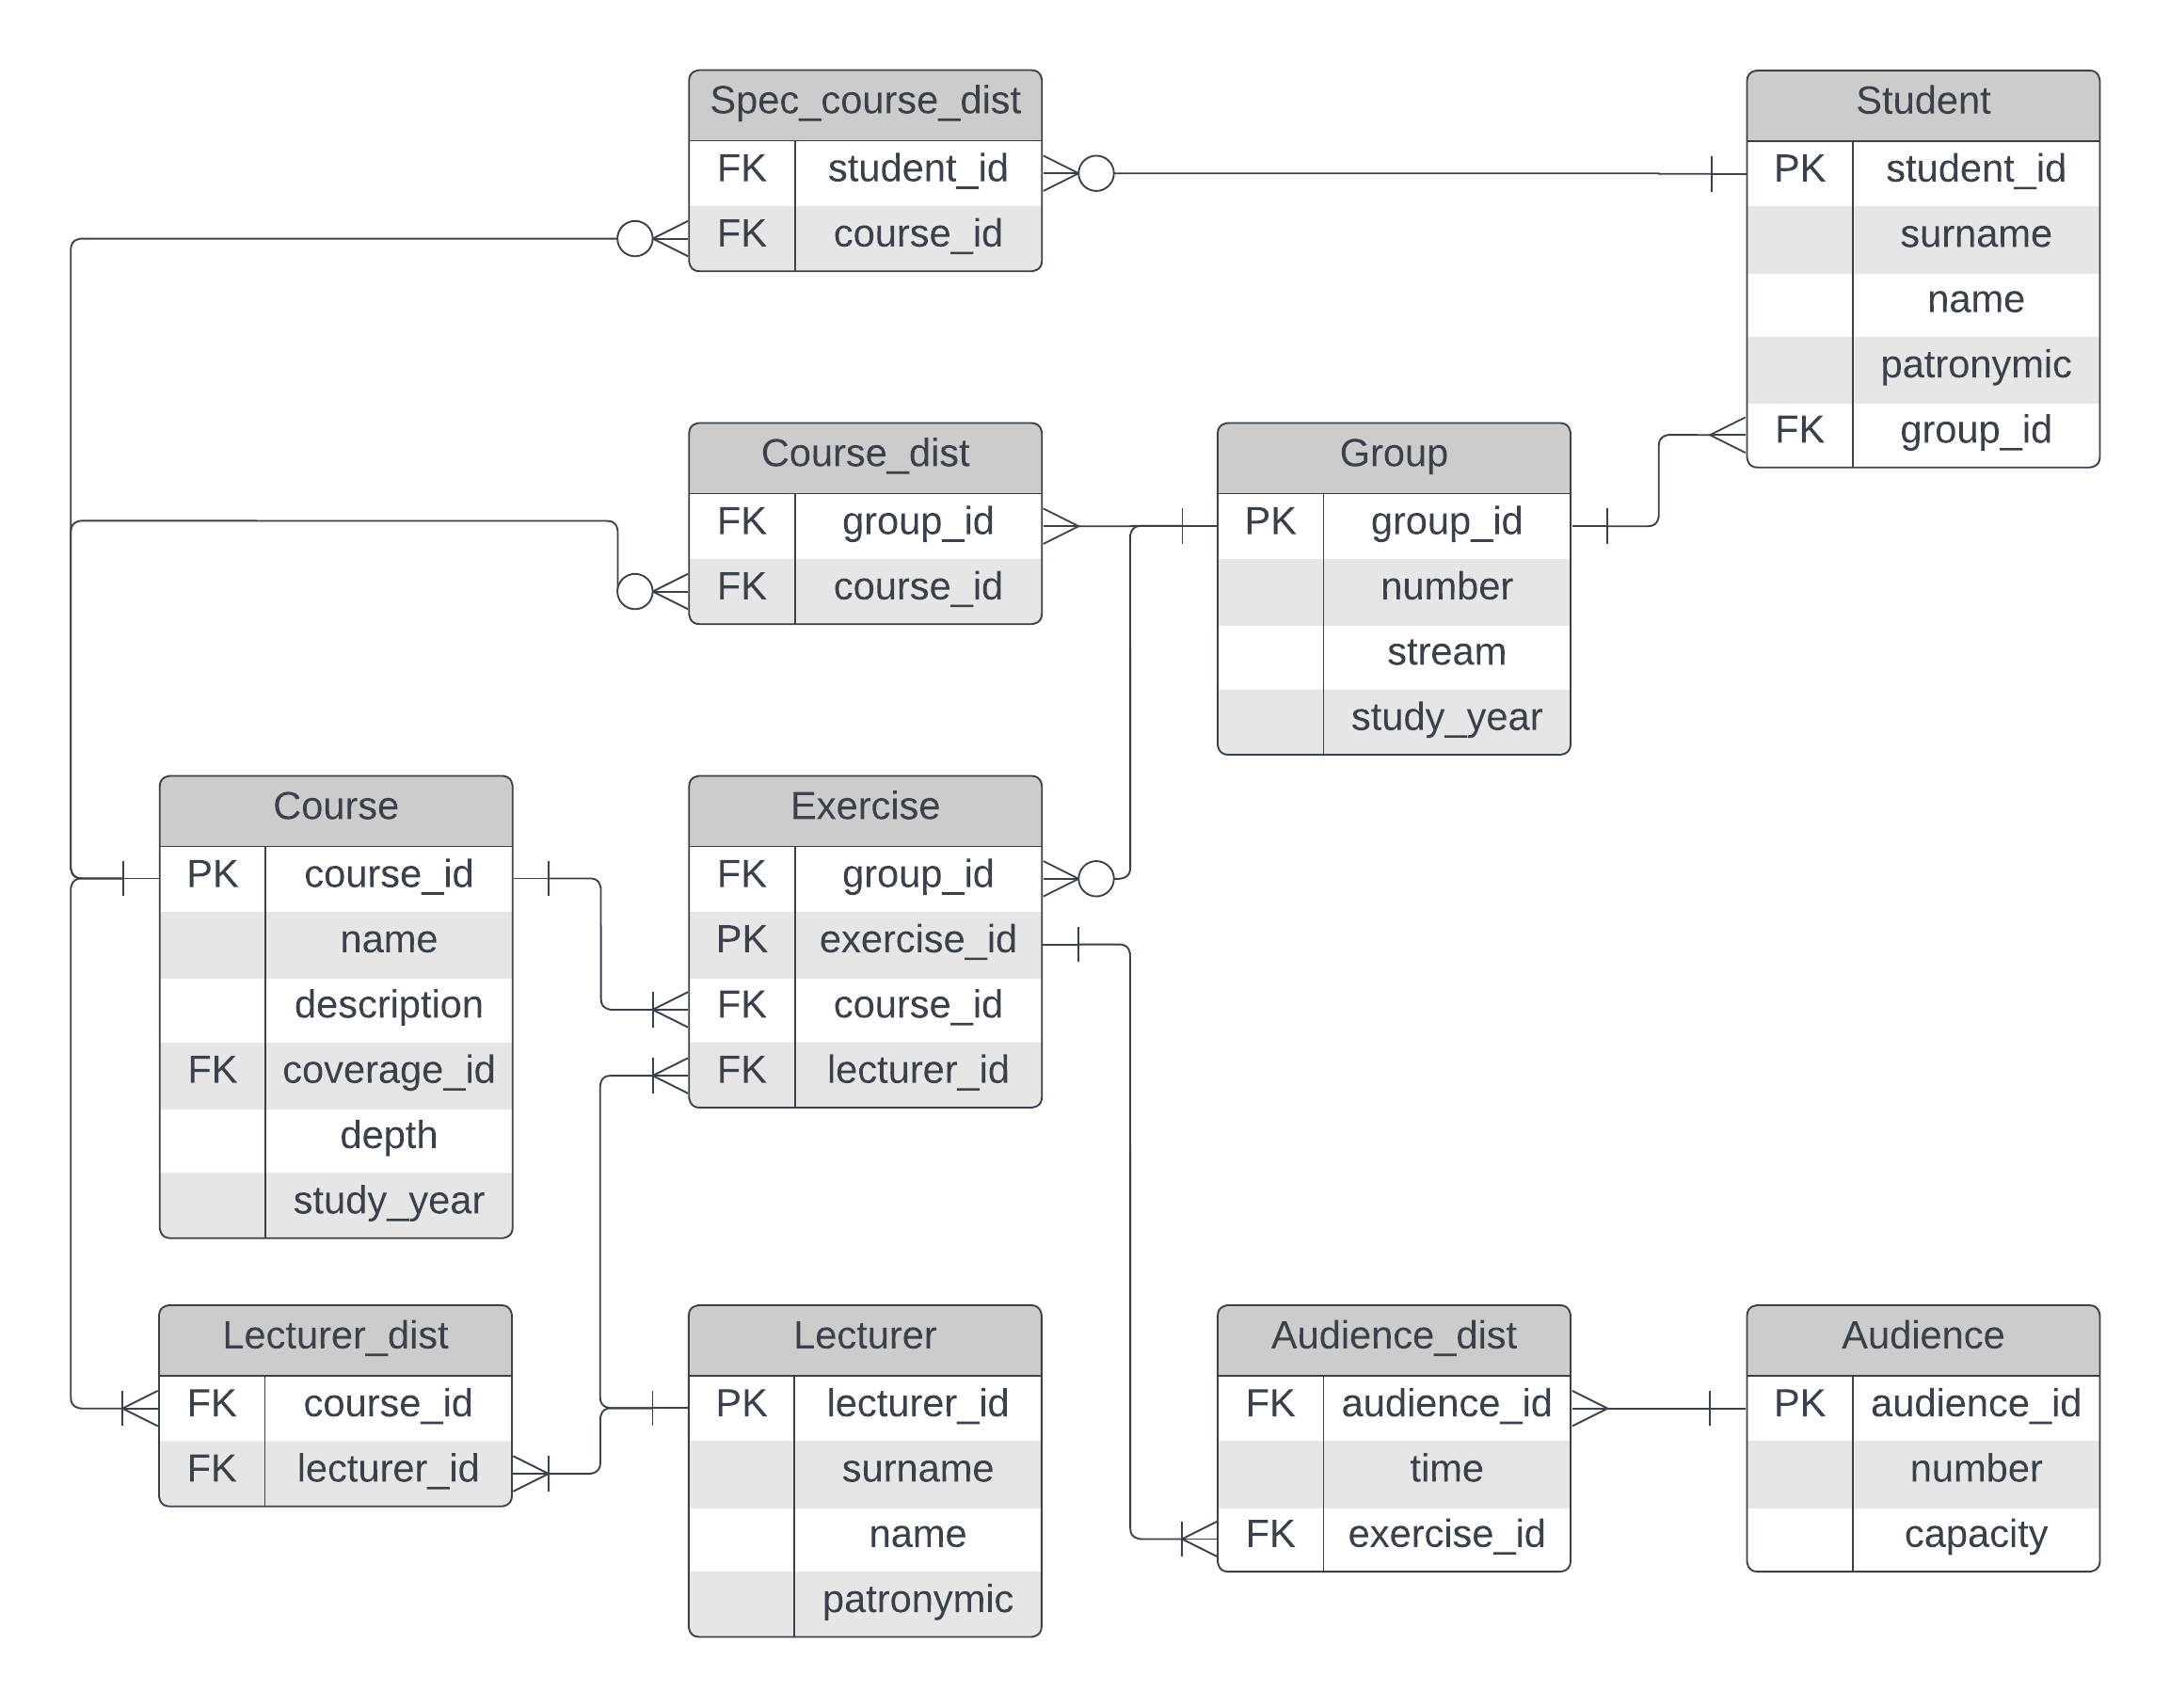 Spec_course_dist
FK student_id
FK course_id
Student
PK student_id
surname
name
patronymic
FK group_id
Course_dist
FK group_id
FK course_id
Group
PK group_id
number
stream
study_year
Course
PK course_id
name
description
FK coverage_id
depth
study_year
Exercise
FK group_id
PK exercise_id
FK course_id
FK lecturer_id
Lecturer_dist
FK course_id
FK lecturer_id
Lecturer
PK lecturer_id
surname
name
patronymic
Audience_dist
FK audience_id
time
FK exercise_id
Audience
PK audience_id
number
capacity